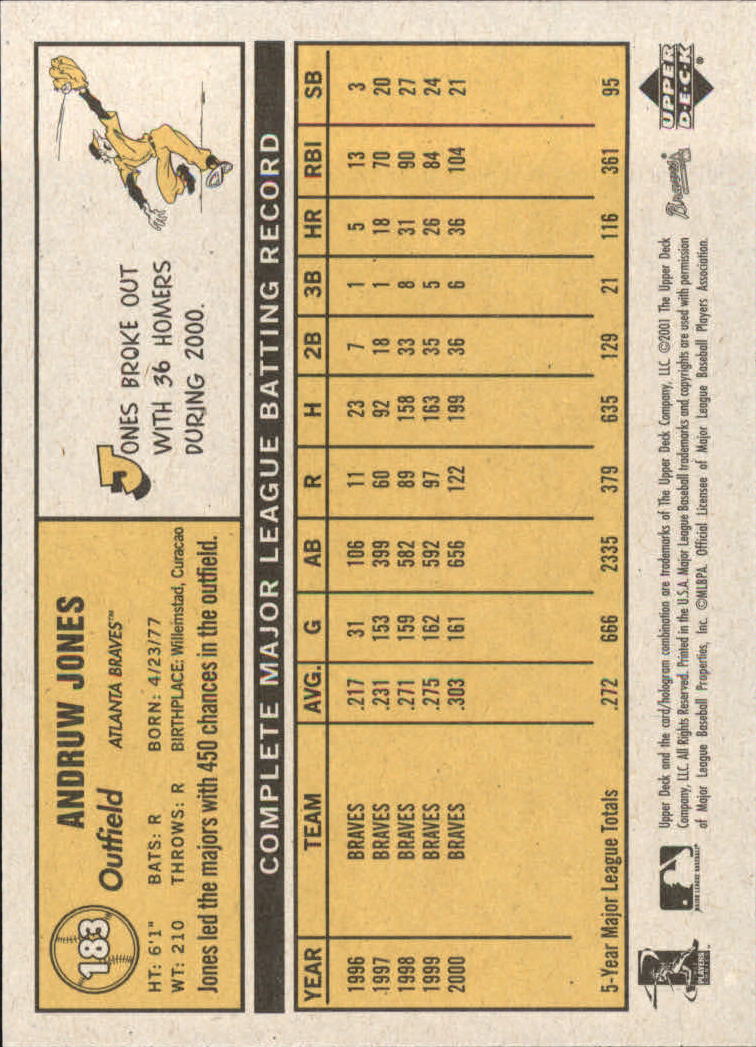 183
ANDRUW JONES
Outfield ATLANTA BRAVES™
HT: 6'1" BATS: R BORN: 4/23/77
WT: 210 THROWS: R BIRTHPLACE: Willemstad, Curacao
Jones led the majors with 450 chances in the outfield.
JONES BROKE OUT
WITH 36 HOMERS
DURING 2000.
COMPLETE MAJOR LEAGUE BATTING RECORD
YEAR TEAM AVG. G AB R H 2B 3B HR RBI SB
1996 BRAVES .217 31 106 11 23 7 1 5 13 3
1997 BRAVES .231 153 399 60 92 18 1 18 70 20
1998 BRAVES .271 159 582 89 158 33 8 31 90 27
1999 BRAVES .275 162 592 97 163 35 5 26 84 24
2000 BRAVES .303 161 656 122 199 36 6 36 104 21
5-Year Major League Totals .272 666 2335 379 635 129 21 116 361 95
PLAYERS
MAJOR LEAGUE BASEBALL
Upper Deck and the card/hologram combination are trademarks of The Upper Deck Company, LLC. ©2001 The Upper Deck
Company, LLC. All Rights Reserved. Printed in the U.S.A. Major League Baseball trademarks and copyrights are used with permission
of Major League Baseball Properties, Inc. ©MLBPA. Official Licensee of Major League Baseball Players Association.
Braves®
UPPER
DECK®